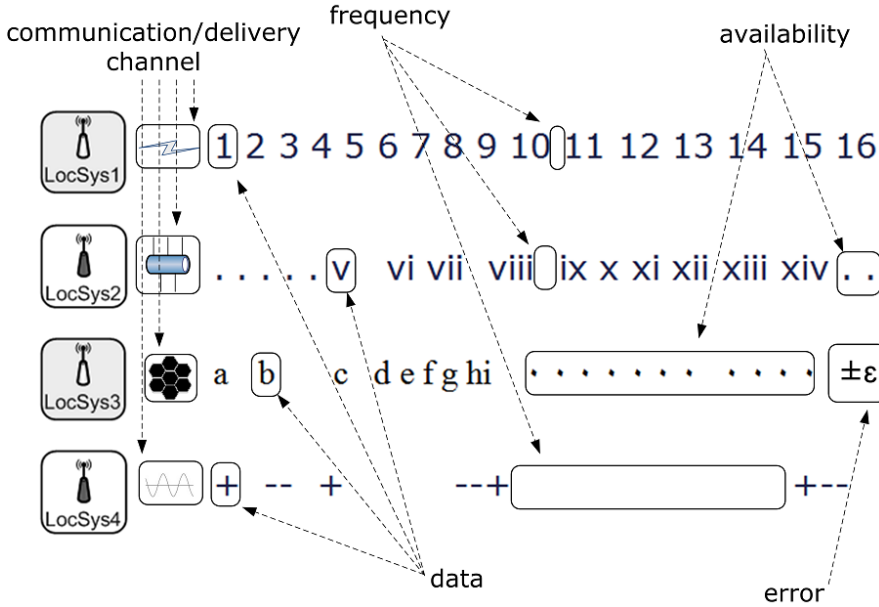 frequency
communication/delivery
channel
availability
LocSys1 1 2 3 4 5 6 7 8 9 10 11 12 13 14 15 16
LocSys2 . . . . . v vi vii viii ix x xi xii xiii xiv . .
LocSys3 a b c d e f g h i . . . . . . . . . . . ±ε
LocSys4 + -- + --+ +--
data
error